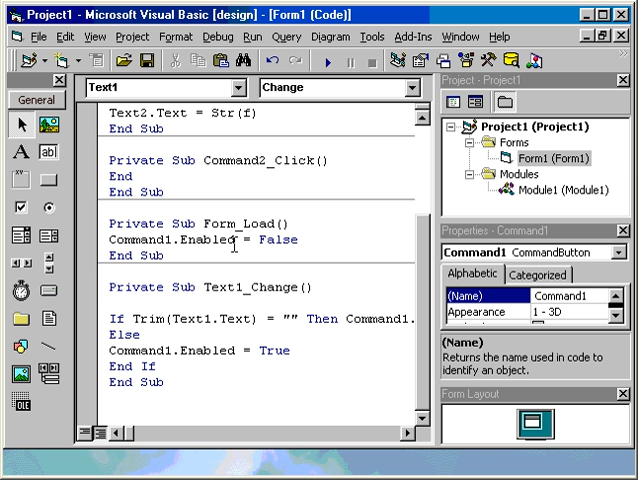 Project1 - Microsoft Visual Basic [design] - [Form1 (Code)]
File Edit View Project Format Debug Run Query Diagram Tools Add-Ins Window Help
General
Text1 Change
Text2.Text = Str(f)
End Sub
Private Sub Command2_Click()
End
End Sub
Private Sub Form_Load()
Command1.Enabled = False
End Sub
Private Sub Text1_Change()
If Trim(Text1.Text) = "" Then Command1.
Else
Command1.Enabled = True
End If
End Sub
A ab
xy
OLE
Project - Project1
Project1 (Project1)
Forms
Form1 (Form1)
Modules
Module1 (Module1)
Properties - Command1
Command1 CommandButton
Alphabetic Categorized
(Name) Command1
Appearance 1 - 3D
(Name)
Returns the name used in code to
identify an object.
Form Layout